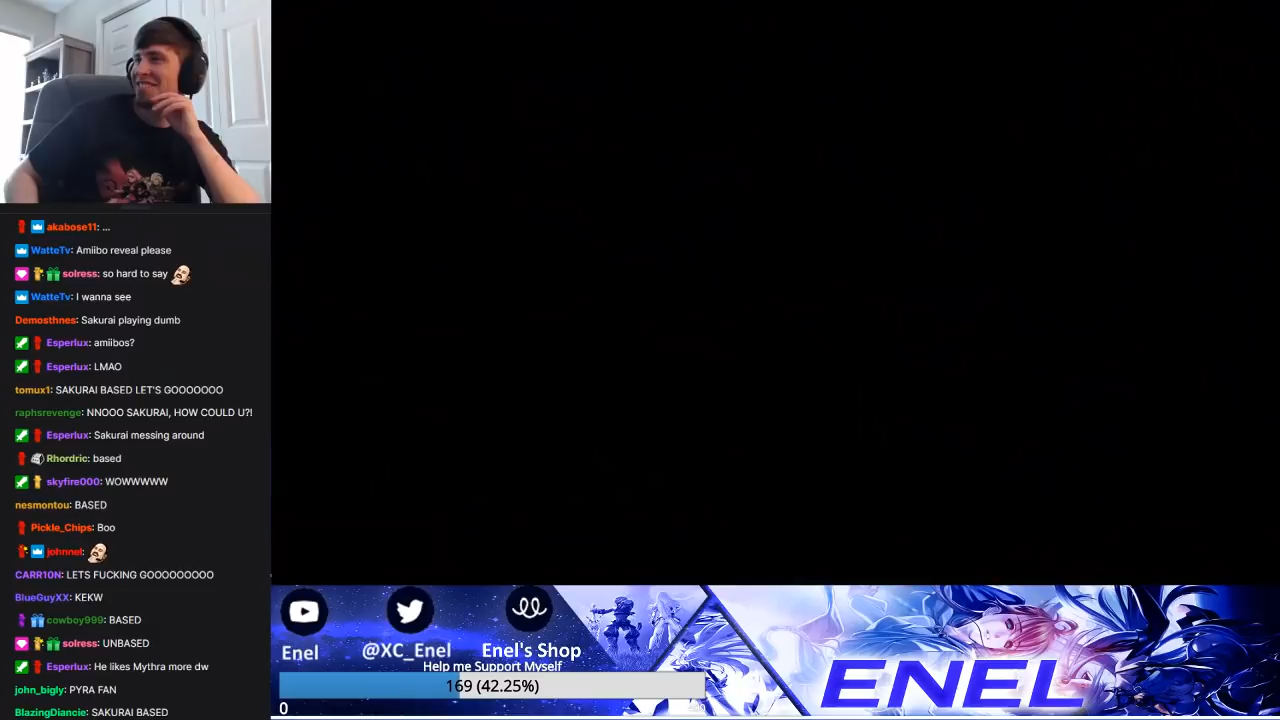 akabose11: ...
WatteTv: Amiibo reveal please
solress: so hard to say
WatteTv: I wanna see
Demosthnes: Sakurai playing dumb
Esperlux: amiibos?
Esperlux: LMAO
tomux1: SAKURAI BASED LET'S GOOOOOOO
raphsrevenge: NNOOO SAKURAI, HOW COULD U?!
Esperlux: Sakurai messing around
Rhordric: based
skyfire000: WOWWWWW
nesmontou: BASED
Pickle_Chips: Boo
johnnel:
CARR10N: LETS FUCKING GOOOOOOOOO
BlueGuyXX: KEKW
cowboy999: BASED
solress: UNBASED
Esperlux: He likes Mythra more dw
john_bigly: PYRA FAN
BlazingDiancie: SAKURAI BASED
Enel
@XC_Enel
Enel's Shop
Help me Support Myself
169 (42.25%)
0
ENEL